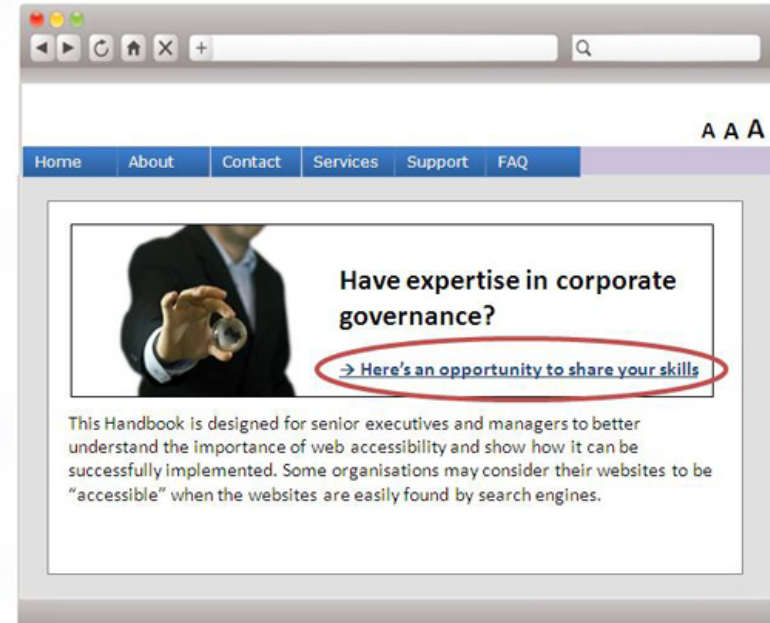 A A A
Home About Contact Services Support FAQ
Have expertise in corporate
governance?
→ Here's an opportunity to share your skills
This Handbook is designed for senior executives and managers to better
understand the importance of web accessibility and show how it can be
successfully implemented. Some organisations may consider their websites to be
“accessible” when the websites are easily found by search engines.